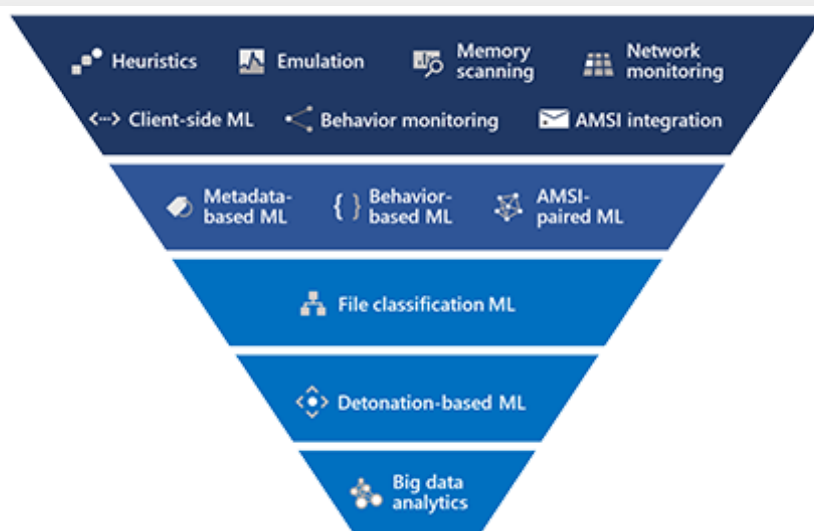 Heuristics
Emulation
Memory
scanning
Network
monitoring
Client-side ML
Behavior monitoring
AMSI integration
Metadata-
based ML
Behavior-
based ML
AMSI-
paired ML
File classification ML
Detonation-based ML
Big data
analytics